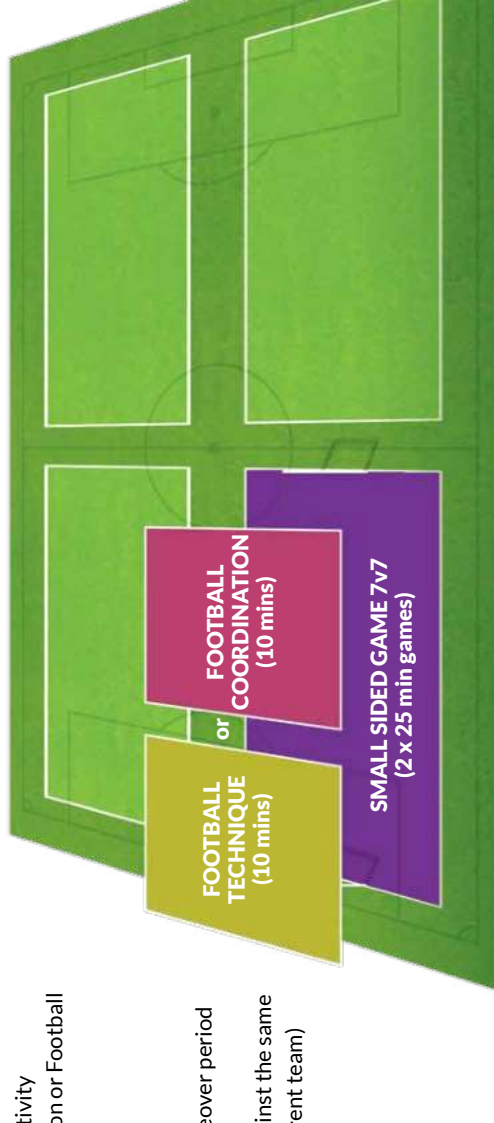 tivity
on or Football
eover period
inst the same
rent team)
FOOTBALL
TECHNIQUE
(10 mins)
or
FOOTBALL
COORDINATION
(10 mins)
SMALL SIDED GAME 7v7
(2 x 25 min games)